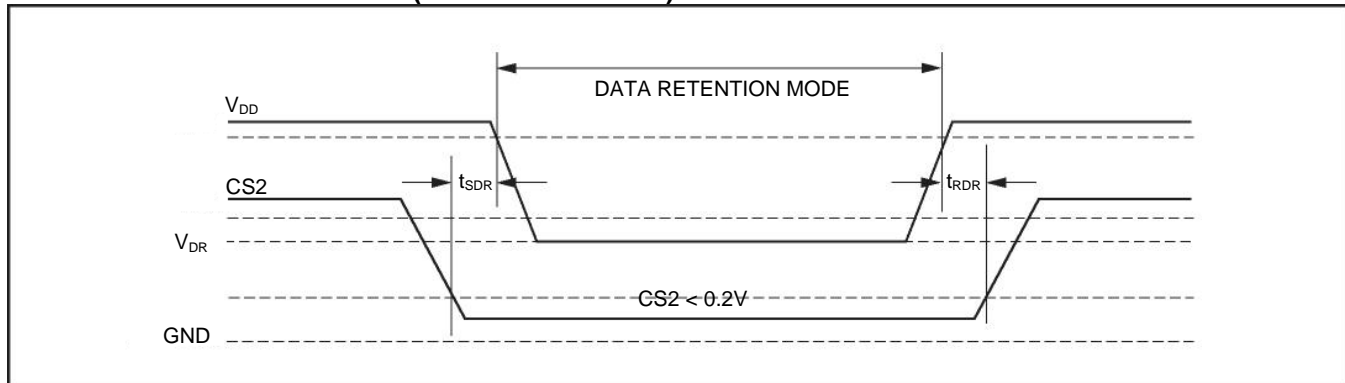 DATA RETENTION MODE
VDD
tSDR
tRDR
CS2
VDR
CS2 < 0.2V
GND